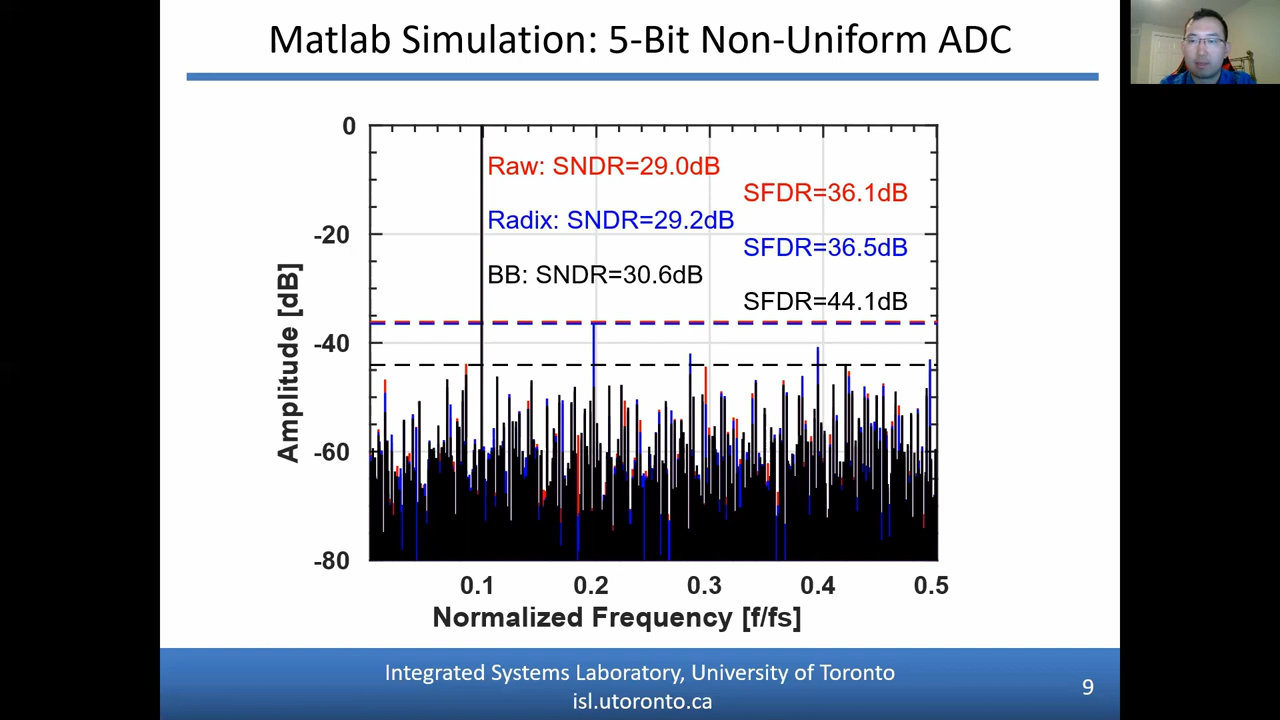 Matlab Simulation: 5-Bit Non-Uniform ADC
0
-20
-40
-60
-80
Amplitude [dB]
Raw: SNDR=29.0dB
SFDR=36.1dB
Radix: SNDR=29.2dB
SFDR=36.5dB
BB: SNDR=30.6dB
SFDR=44.1dB
0.1 0.2 0.3 0.4 0.5
Normalized Frequency [f/fs]
Integrated Systems Laboratory, University of Toronto
isl.utoronto.ca
9